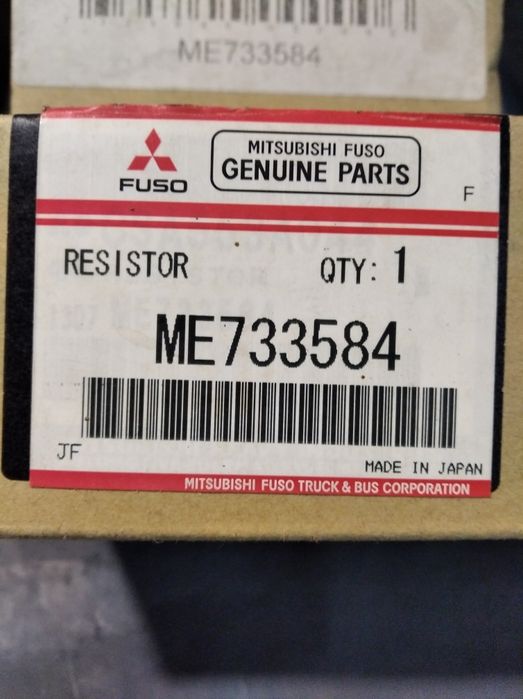 ME733584
FUSO
MITSUBISHI FUSO
GENUINE PARTS
F
RESISTOR QTY: 1
ME733584
JF
MADE IN JAPAN
MITSUBISHI FUSO TRUCK & BUS CORPORATION